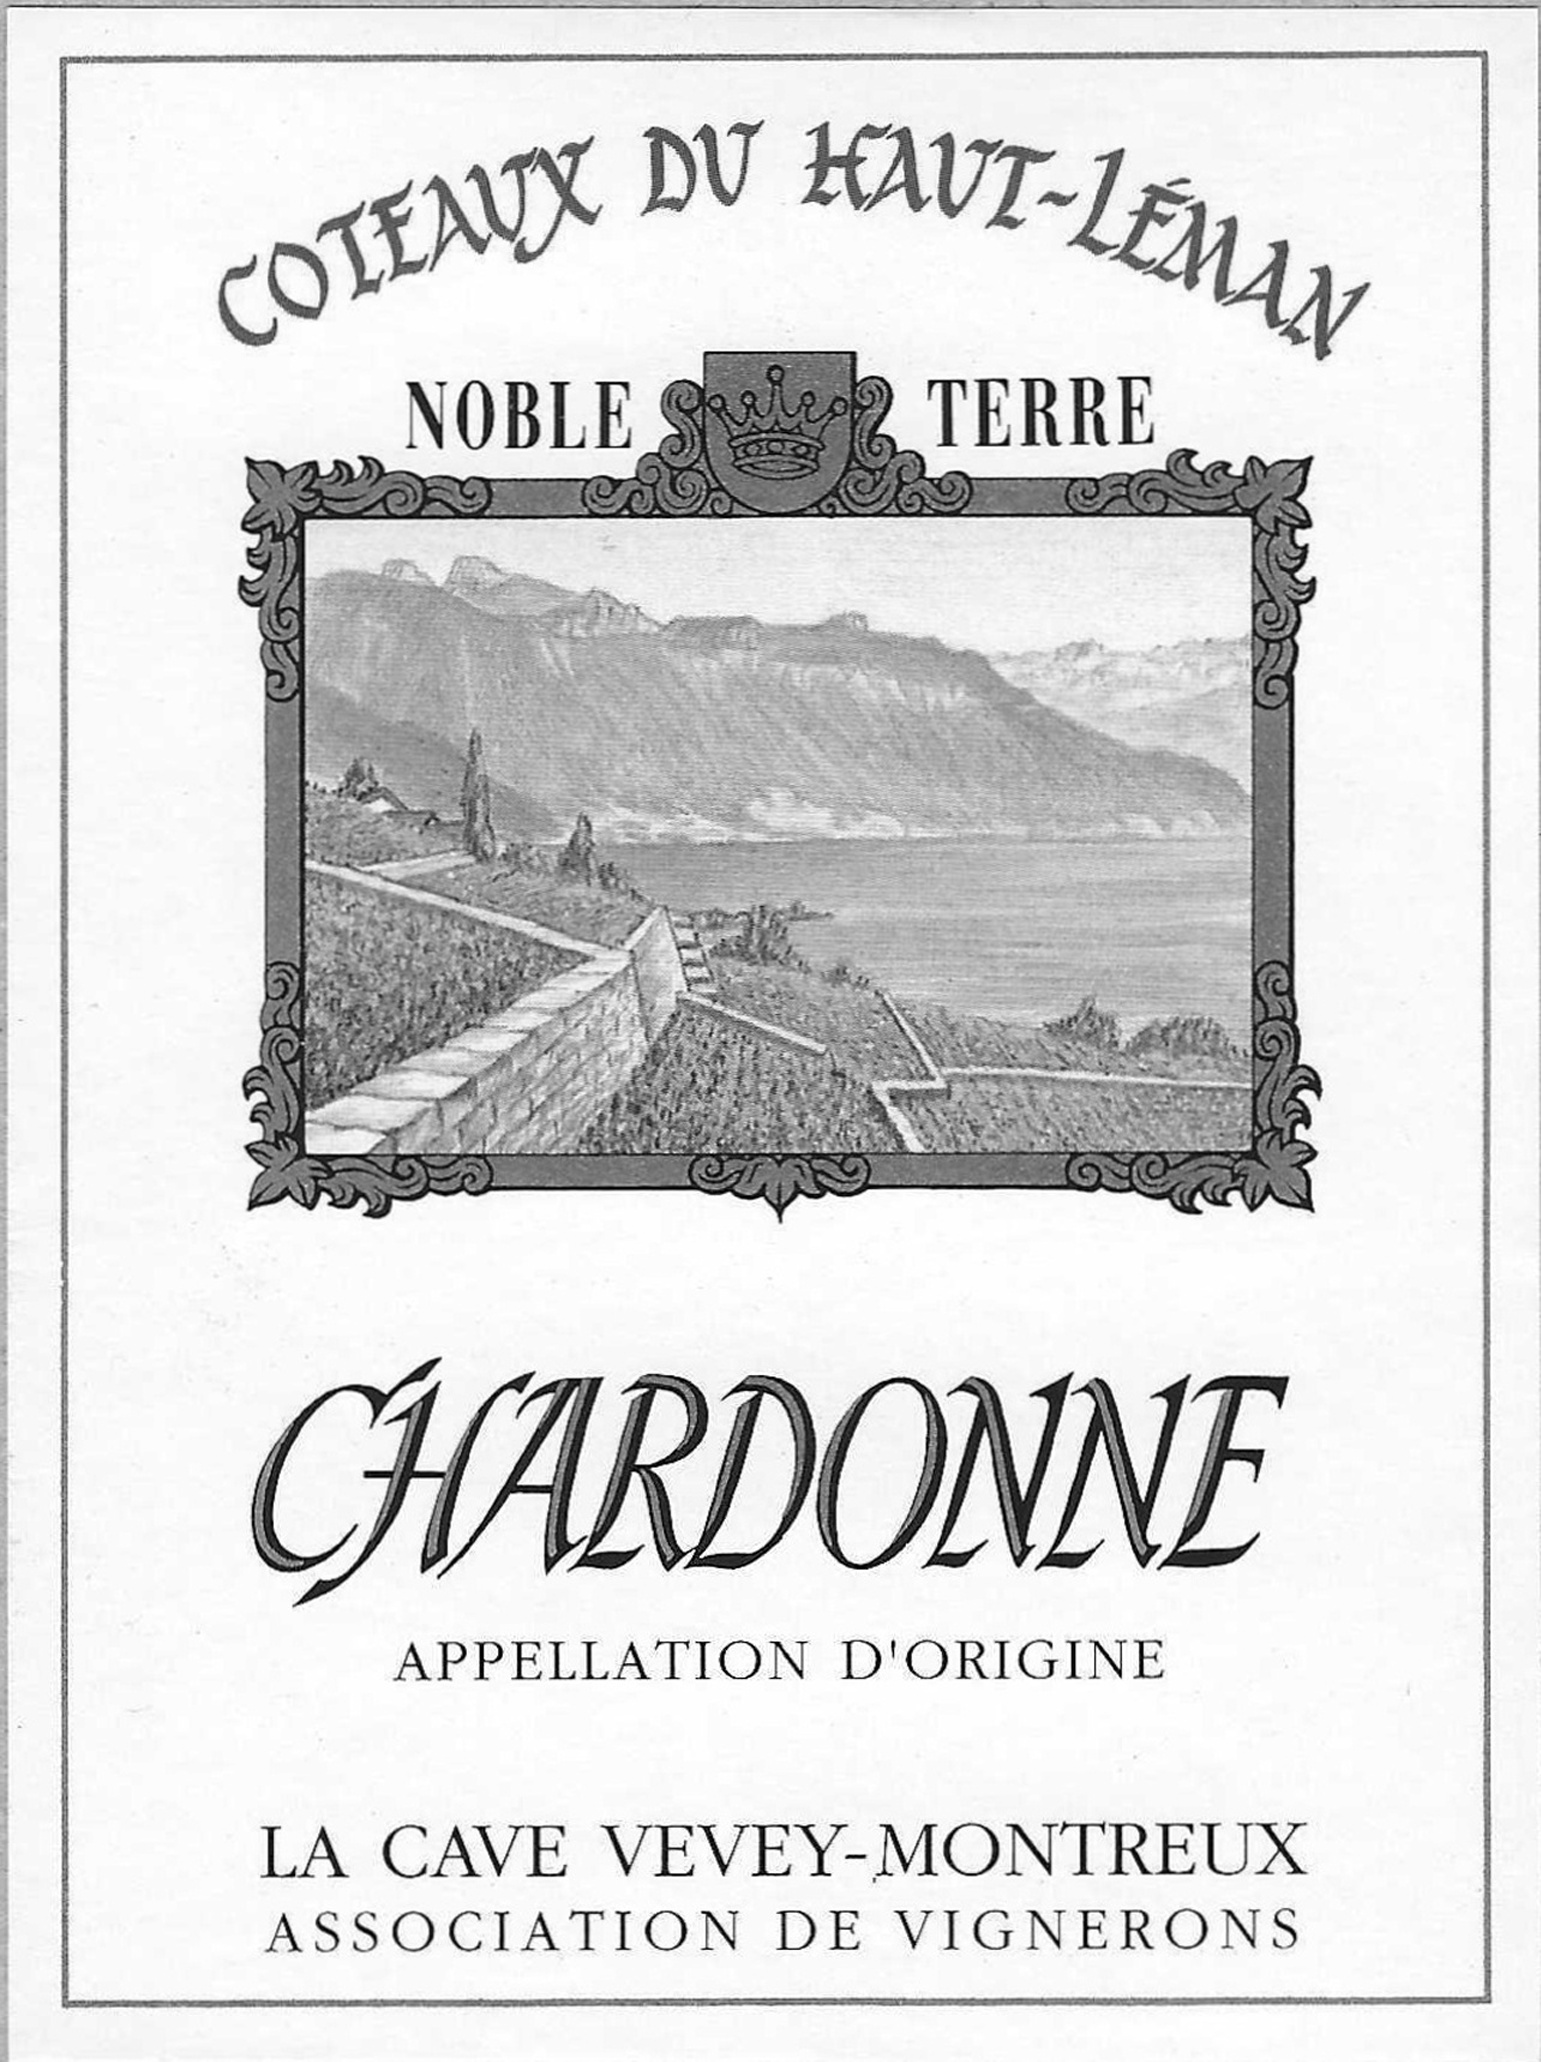 COTEAUX DU HAUT-LÉMAN
NOBLE TERRE
CHARDONNE
APPELLATION D'ORIGINE
LA CAVE VEVEY-MONTREUX
ASSOCIATION DE VIGNERONS